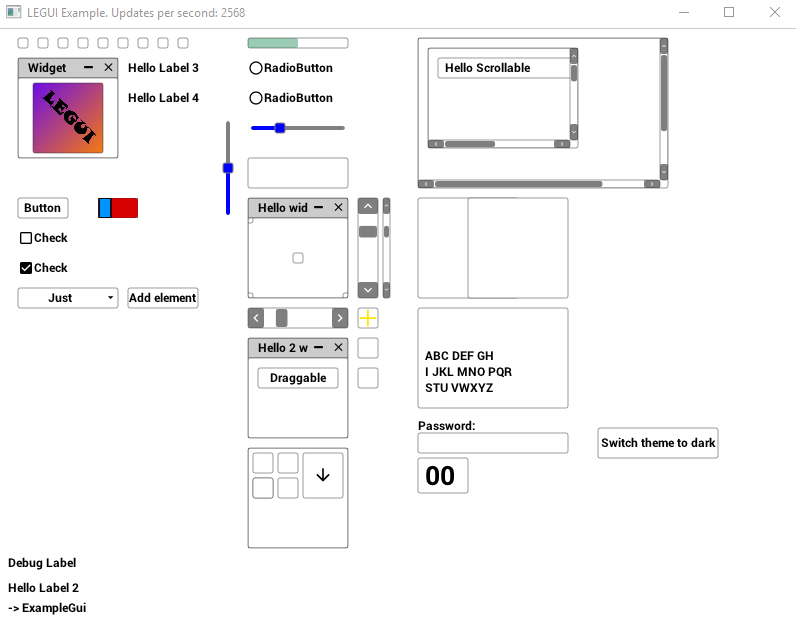 LEGUI Example. Updates per second: 2568
Widget
Hello Label 3
Hello Label 4
LEGUI
RadioButton
RadioButton
Hello Scrollable
Button
Check
Check
Just
Add element
Hello wid
Hello 2 w
Draggable
ABC DEF GH
I JKL MNO PQR
STU VWXYZ
Password:
00
Switch theme to dark
Debug Label
Hello Label 2
-> ExampleGui